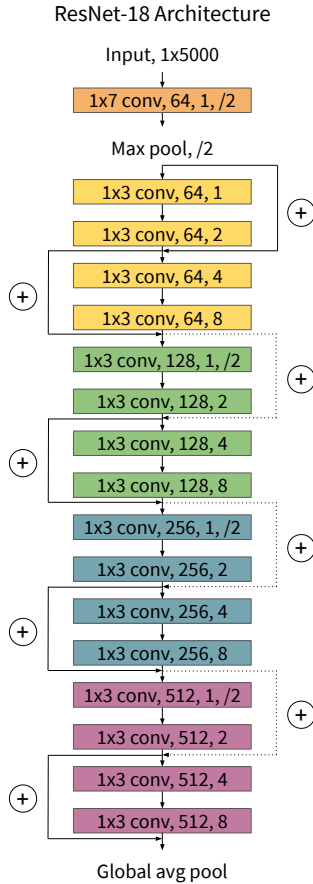 ResNet-18 Architecture
Input, 1x5000
1x7 conv, 64, 1, /2
Max pool, /2
1x3 conv, 64, 1
+
1x3 conv, 64, 2
1x3 conv, 64, 4
+
1x3 conv, 64, 8
1x3 conv, 128, 1, /2
+
1x3 conv, 128, 2
1x3 conv, 128, 4
+
1x3 conv, 128, 8
1x3 conv, 256, 1, /2
+
1x3 conv, 256, 2
1x3 conv, 256, 4
+
1x3 conv, 256, 8
1x3 conv, 512, 1, /2
+
1x3 conv, 512, 2
1x3 conv, 512, 4
+
1x3 conv, 512, 8
Global avg pool